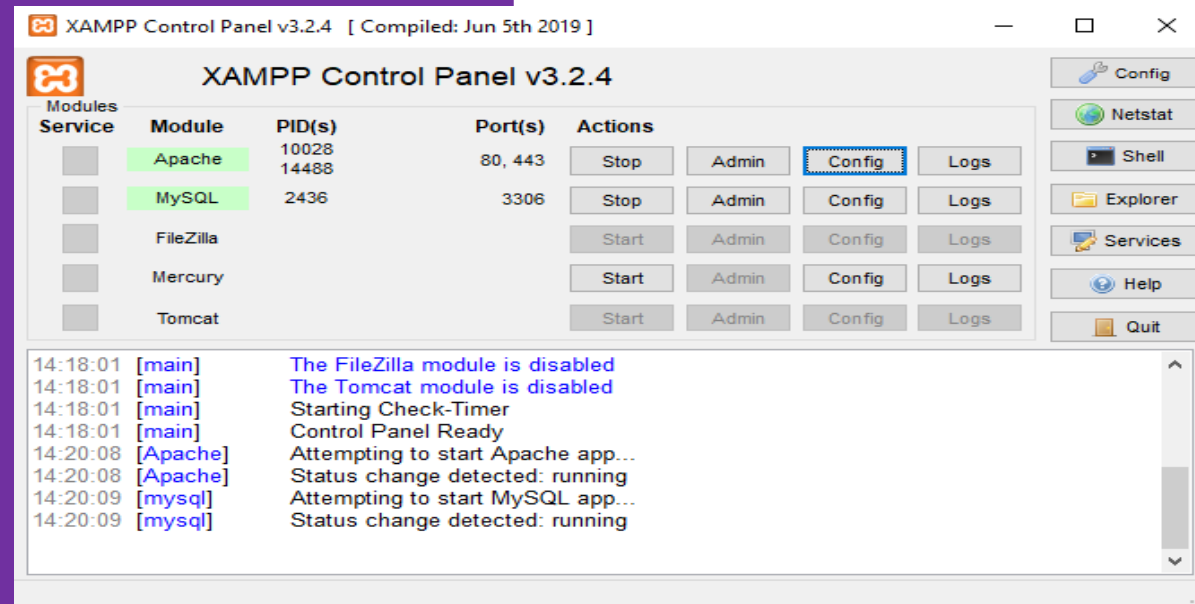 XAMPP Control Panel v3.2.4 [ Compiled: Jun 5th 2019 ]
XAMPP Control Panel v3.2.4
Config
Modules
Service Module PID(s) Port(s) Actions
Netstat
Apache 10028 14488 80, 443 Stop Admin Config Logs
Shell
MySQL 2436 3306 Stop Admin Config Logs
Explorer
FileZilla Start Admin Config Logs
Services
Mercury Start Admin Config Logs
Help
Tomcat Start Admin Config Logs
Quit
14:18:01 [main] The FileZilla module is disabled
14:18:01 [main] The Tomcat module is disabled
14:18:01 [main] Starting Check-Timer
14:18:01 [main] Control Panel Ready
14:20:08 [Apache] Attempting to start Apache app...
14:20:08 [Apache] Status change detected: running
14:20:09 [mysql] Attempting to start MySQL app...
14:20:09 [mysql] Status change detected: running